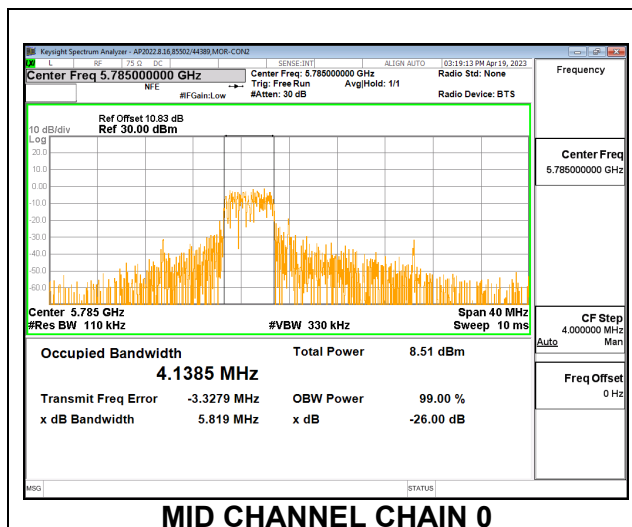 Keysight Spectrum Analyzer - AP2022.8.16,85502/44389,MOR-CON2
L RF 75 Ω DC SENSE:INT ALIGN AUTO 03:19:13 PM Apr 19, 2023
Center Freq 5.785000000 GHz Center Freq: 5.785000000 GHz Radio Std: None Frequency
NFE Trig: Free Run Avg|Hold: 1/1
#IFGain:Low #Atten: 30 dB Radio Device: BTS
Ref Offset 10.83 dB
10 dB/div Ref 30.00 dBm
Log
20.0
10.0
0.00
-10.0
-20.0
-30.0
-40.0
-50.0
-60.0
Center Freq
5.785000000 GHz
Center 5.785 GHz Span 40 MHz
#Res BW 110 kHz #VBW 330 kHz Sweep 10 ms
CF Step
4.000000 MHz
Auto Man
Occupied Bandwidth Total Power 8.51 dBm
4.1385 MHz
Transmit Freq Error -3.3279 MHz OBW Power 99.00 %
x dB Bandwidth 5.819 MHz x dB -26.00 dB
Freq Offset
0 Hz
MSG STATUS
MID CHANNEL CHAIN 0